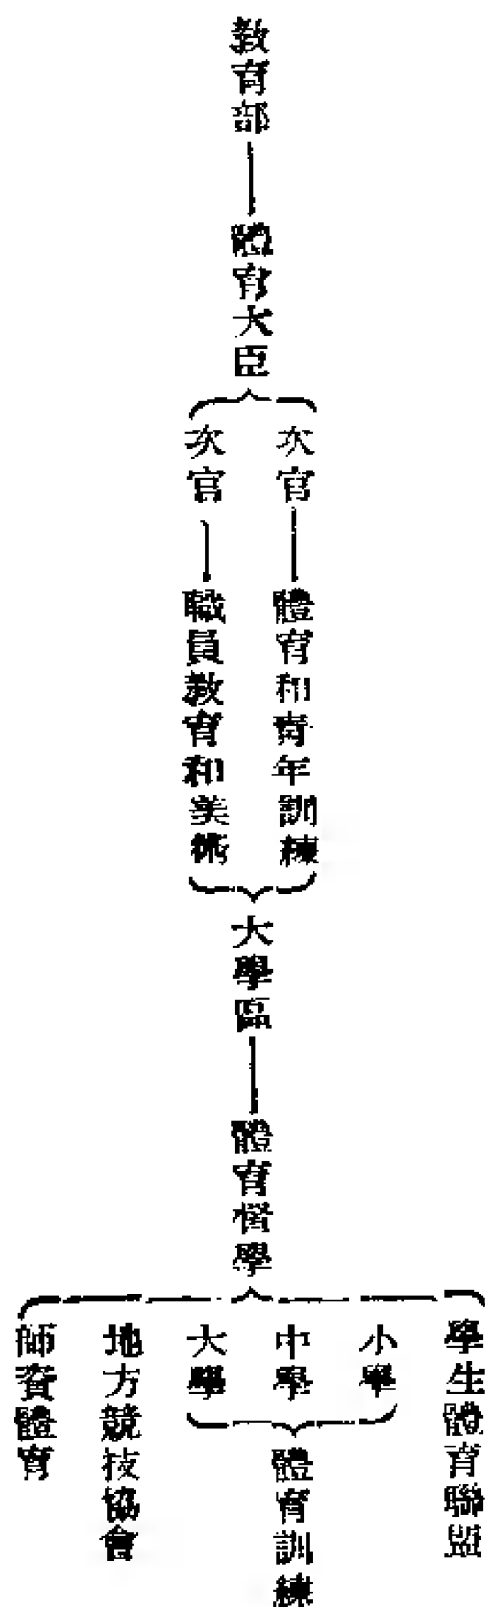 教育部
體育大臣
次官
體育和青年訓練
次官
職員教育和美術
大學區
體育督學
學生體育聯盟
小學
中學
大學
體育訓練
地方競技協會
師資體育